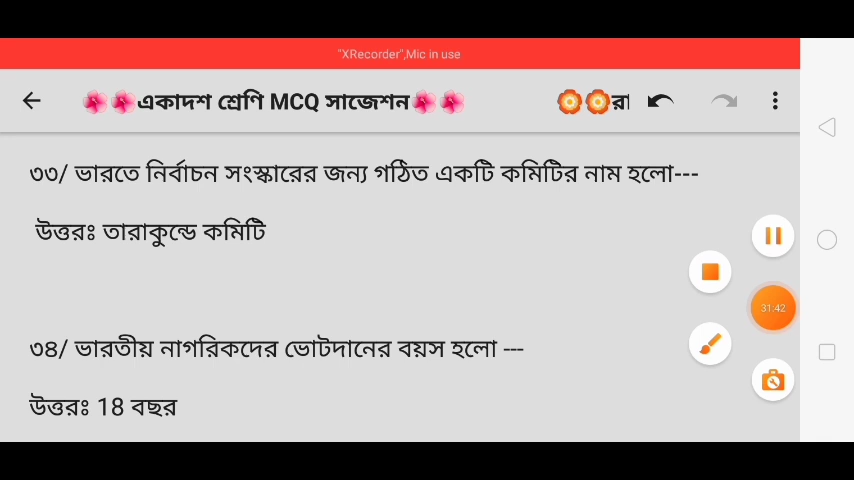 "XRecorder",Mic in use
একাদশ শ্রেণি MCQ সাজেশন
৩৩/ ভারতে নির্বাচন সংস্কারের জন্য গঠিত একটি কমিটির নাম হলো---
উত্তরঃ তারাকুন্ডে কমিটি
31:42
৩৪/ ভারতীয় নাগরিকদের ভোটদানের বয়স হলো ---
উত্তরঃ 18 বছর